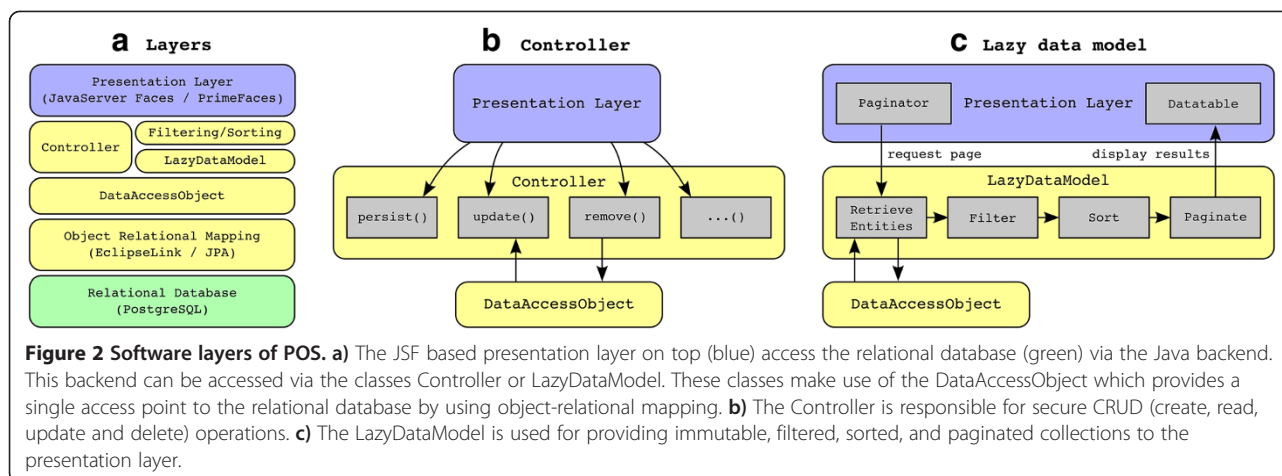 a Layers
Presentation Layer
(JavaServer Faces / PrimeFaces)
Controller
Filtering/Sorting
LazyDataModel
DataAccessObject
Object Relational Mapping
(EclipseLink / JPA)
Relational Database
(PostgreSQL)
b Controller
Presentation Layer
Controller
persist()
update()
remove()
...()
DataAccessObject
c Lazy data model
Paginator
Presentation Layer
Datatable
request page
display results
LazyDataModel
Retrieve
Entities
Filter
Sort
Paginate
DataAccessObject
Figure 2 Software layers of POS. a) The JSF based presentation layer on top (blue) access the relational database (green) via the Java backend.
This backend can be accessed via the classes Controller or LazyDataModel. These classes make use of the DataAccessObject which provides a
single access point to the relational database by using object-relational mapping. b) The Controller is responsible for secure CRUD (create, read,
update and delete) operations. c) The LazyDataModel is used for providing immutable, filtered, sorted, and paginated collections to the
presentation layer.